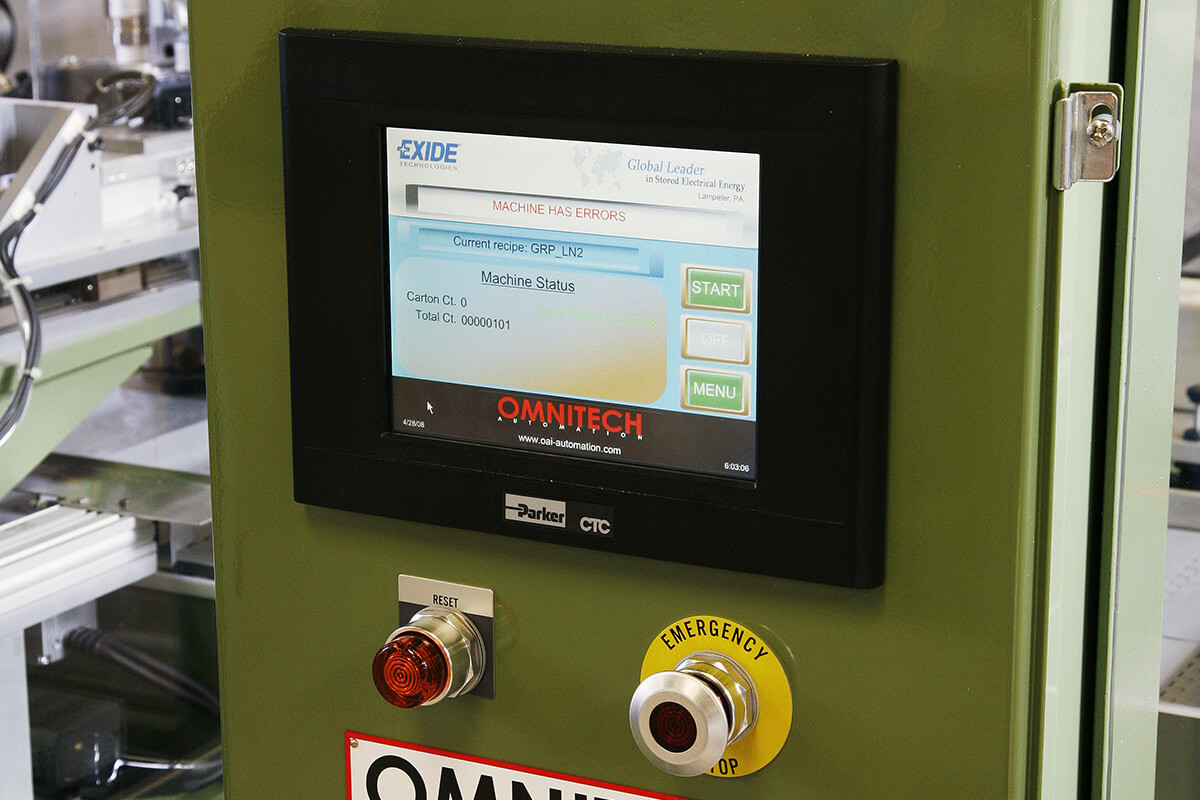 EXIDE
TECHNOLOGIES
Global Leader
in Stored Electrical Energy
Lampeter, PA
MACHINE HAS ERRORS
Current recipe: GRP_LN2
Machine Status
Carton Ct. 0
Total Ct. 00000101
START
OFF
MENU
OMNITECH
AUTOMATION
www.oai-automation.com
4/28/08
6:03:06
Parker
CTC
RESET
EMERGENCY